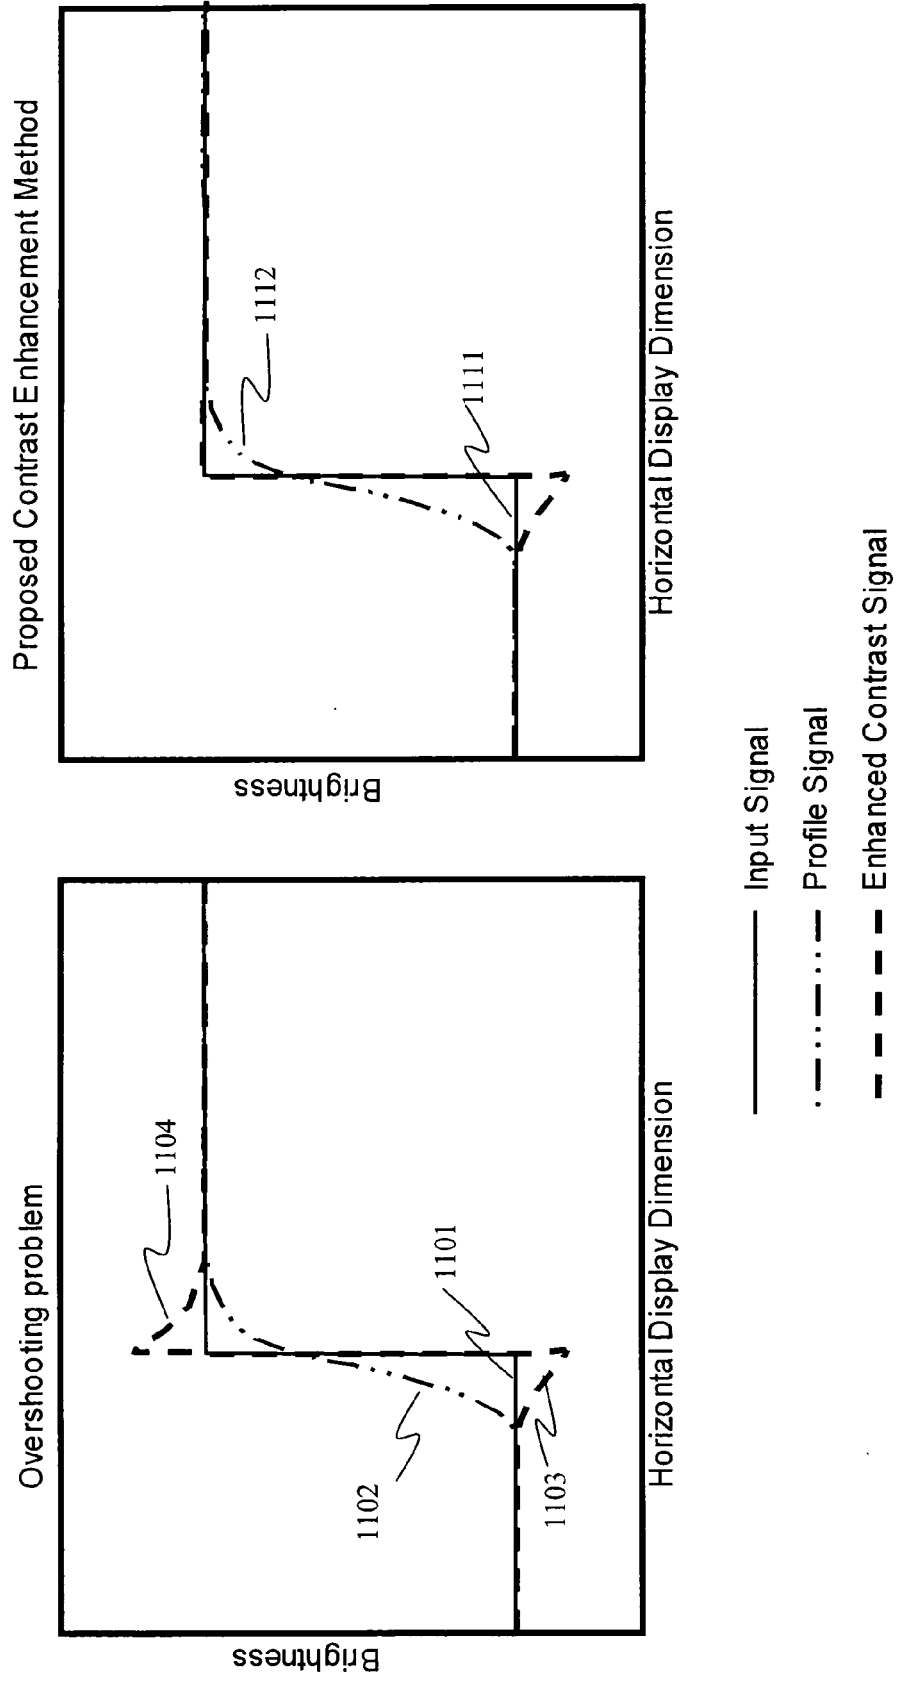 Overshooting problem
Brightness
1102
1103
1101
1104
Horizontal Display Dimension
Proposed Contrast Enhancement Method
Brightness
1111
1112
Horizontal Display Dimension
Input Signal
Profile Signal
Enhanced Contrast Signal